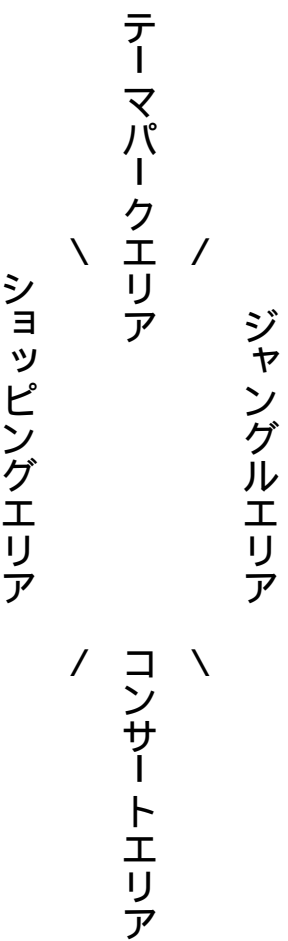 テーマパークエリア
/ \
ジャングルエリア
ショッピングエリア
\ /
コンサートエリア